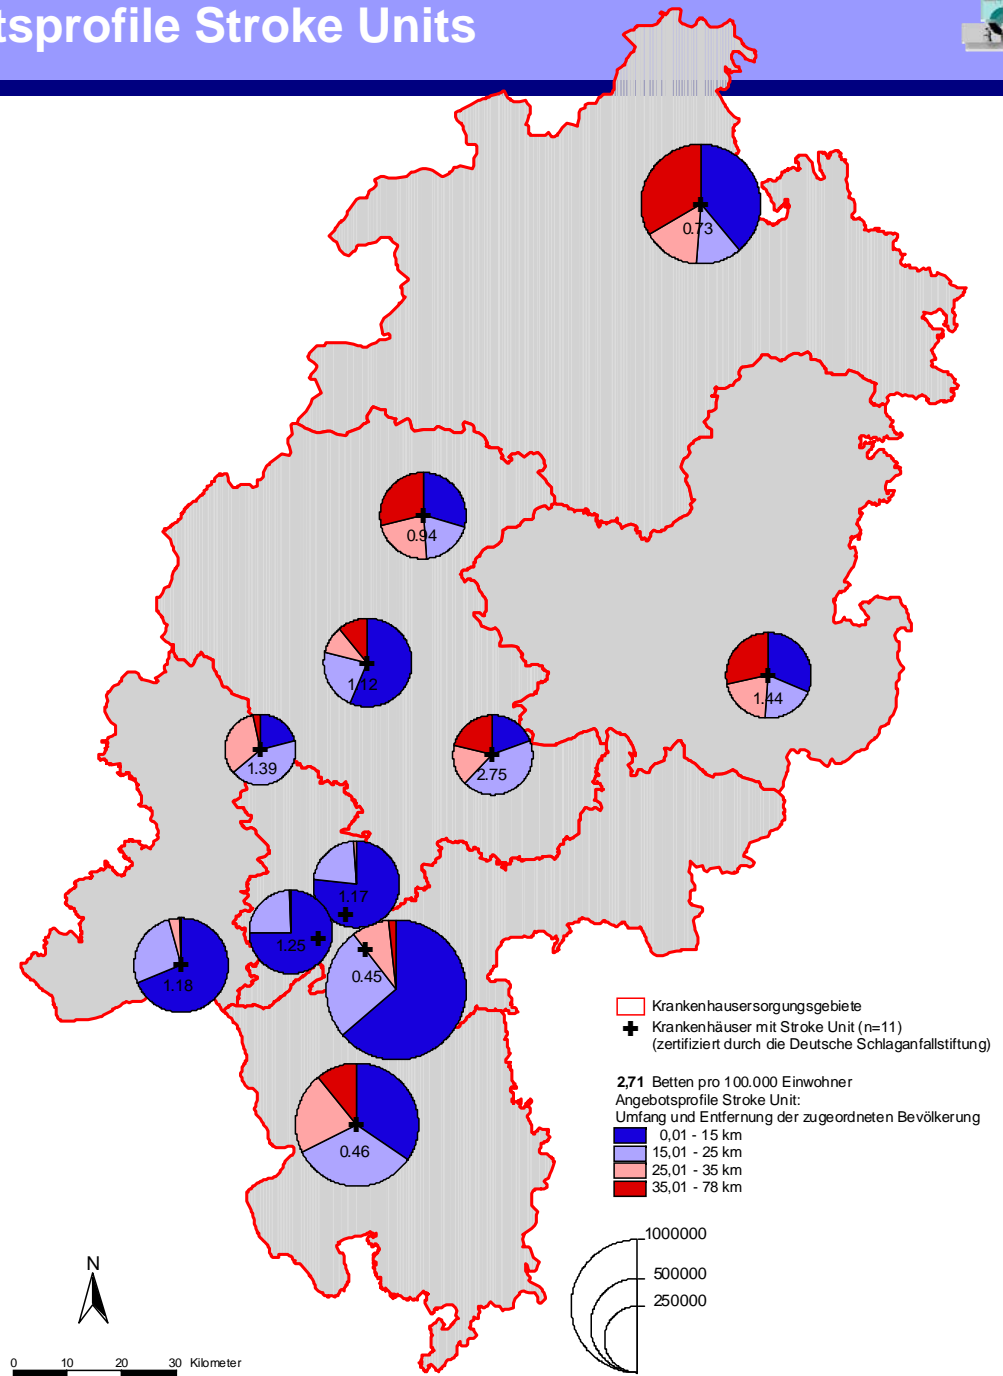 tsprofile Stroke Units
0.73
0.94
1.12
1.44
1.39
2.75
1.17
1.25
1.18
0.45
0.46
Krankenhausersorgungsgebiete
Krankenhäuser mit Stroke Unit (n=11)
(zertifiziert durch die Deutsche Schlaganfallstiftung)
2,71 Betten pro 100.000 Einwohner
Angebotsprofile Stroke Unit:
Umfang und Entfernung der zugeordneten Bevölkerung
0,01 - 15 km
15,01 - 25 km
25,01 - 35 km
35,01 - 78 km
1000000
500000
250000
N
0 10 20 30 Kilometer